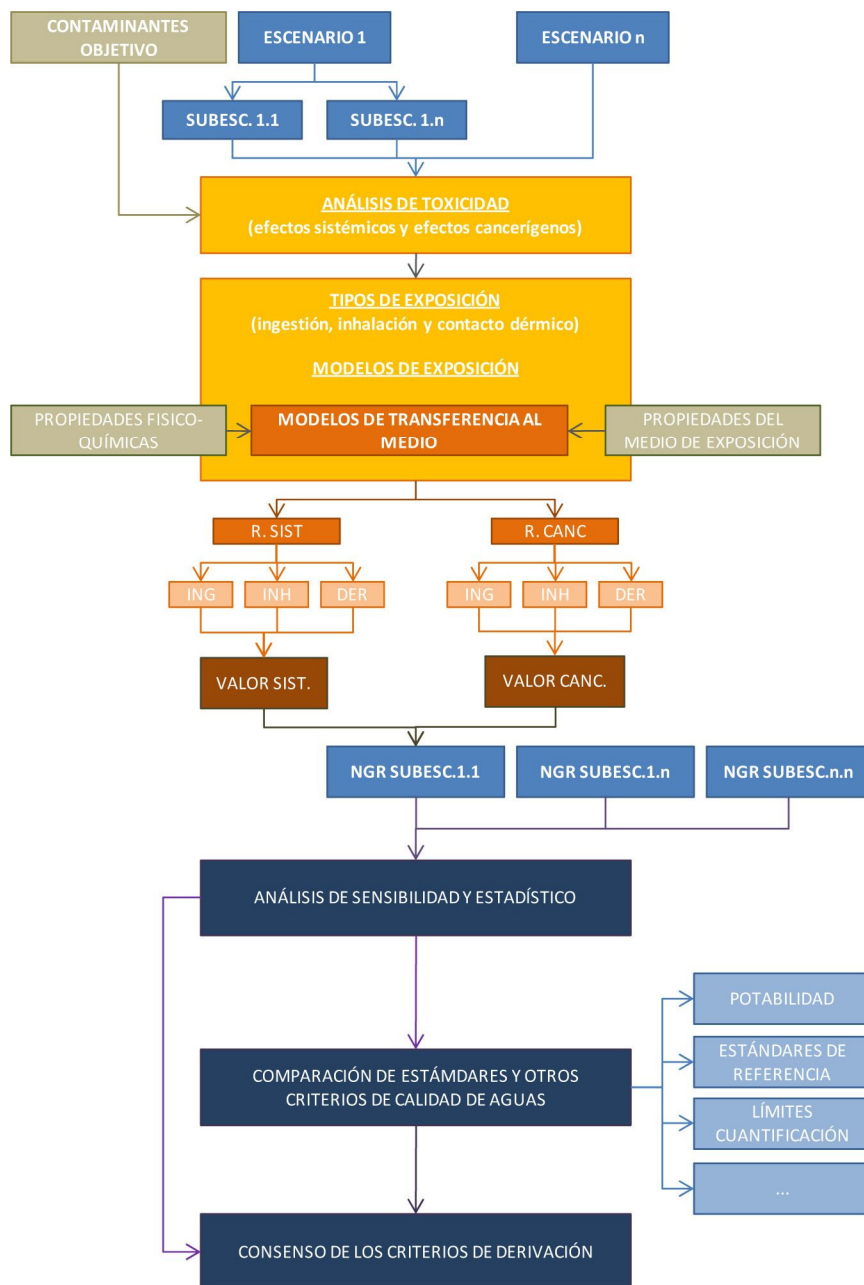 CONTAMINANTES
OBJETIVO
ESCENARIO 1
ESCENARIO n
SUBESC. 1.1
SUBESC. 1.n
ANÁLISIS DE TOXICIDAD
(efectos sistémicos y efectos cancerígenos)
TIPOS DE EXPOSICIÓN
(ingestión, inhalación y contacto dérmico)
MODELOS DE EXPOSICIÓN
PROPIEDADES FISICO-
QUÍMICAS
MODELOS DE TRANSFERENCIA AL
MEDIO
PROPIEDADES DEL
MEDIO DE EXPOSICIÓN
R. SIST
R. CANC
ING
INH
DER
ING
INH
DER
VALOR SIST.
VALOR CANC.
NGR SUBESC.1.1
NGR SUBESC.1.n
NGR SUBESC.n.n
ANÁLISIS DE SENSIBILIDAD Y ESTADÍSTICO
COMPARACIÓN DE ESTÁMDARES Y OTROS
CRITERIOS DE CALIDAD DE AGUAS
POTABILIDAD
ESTÁNDARES DE
REFERENCIA
LÍMITES
CUANTIFICACIÓN
...
CONSENSO DE LOS CRITERIOS DE DERIVACIÓN